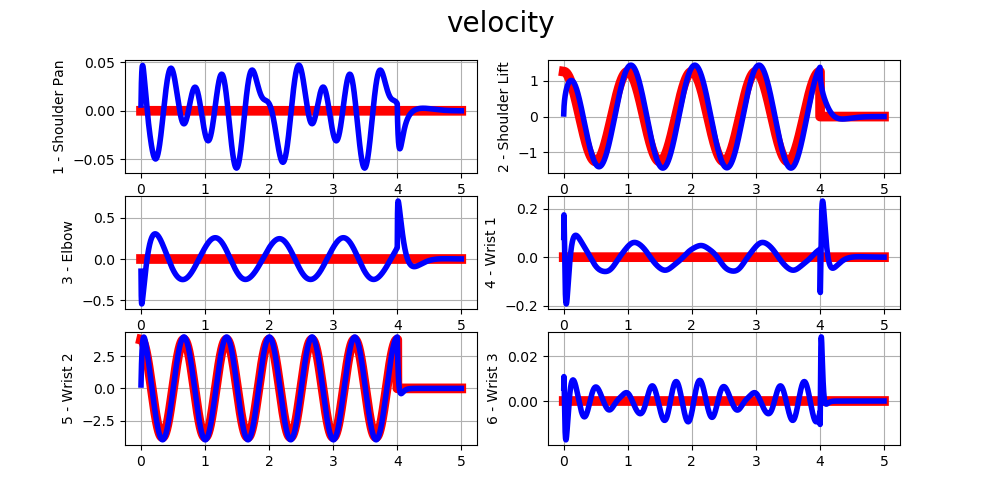 velocity
1 - Shoulder Pan
0.05
0.00
−0.05
0 1 2 3 4 5
2 - Shoulder Lift
1
0
−1
0 1 2 3 4 5
3 - Elbow
0.5
0.0
−0.5
0 1 2 3 4 5
4 - Wrist 1
0.2
0.0
−0.2
0 1 2 3 4 5
5 - Wrist 2
2.5
0.0
−2.5
0 1 2 3 4 5
6 - Wrist 3
0.02
0.00
0 1 2 3 4 5